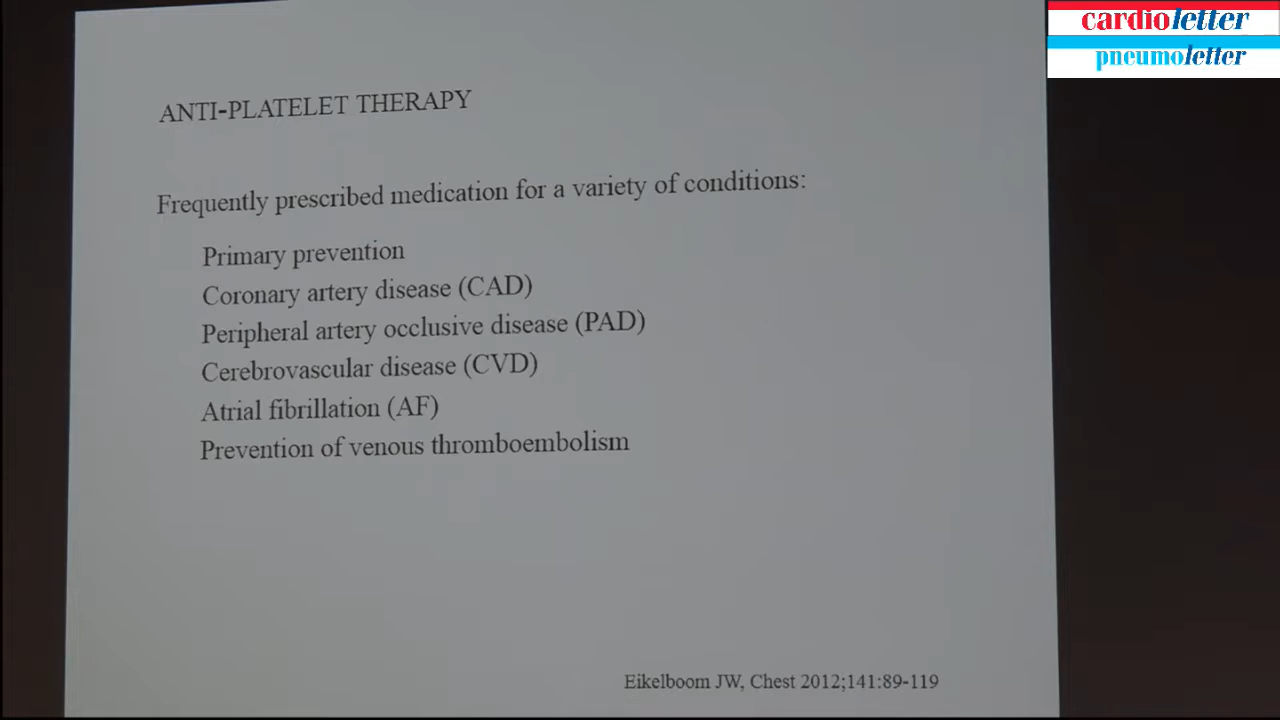 cardioletter
pneumoletter
ANTI-PLATELET THERAPY
Frequently prescribed medication for a variety of conditions:
Primary prevention
Coronary artery disease (CAD)
Peripheral artery occlusive disease (PAD)
Cerebrovascular disease (CVD)
Atrial fibrillation (AF)
Prevention of venous thromboembolism
Eikelboom JW, Chest 2012;141:89-119